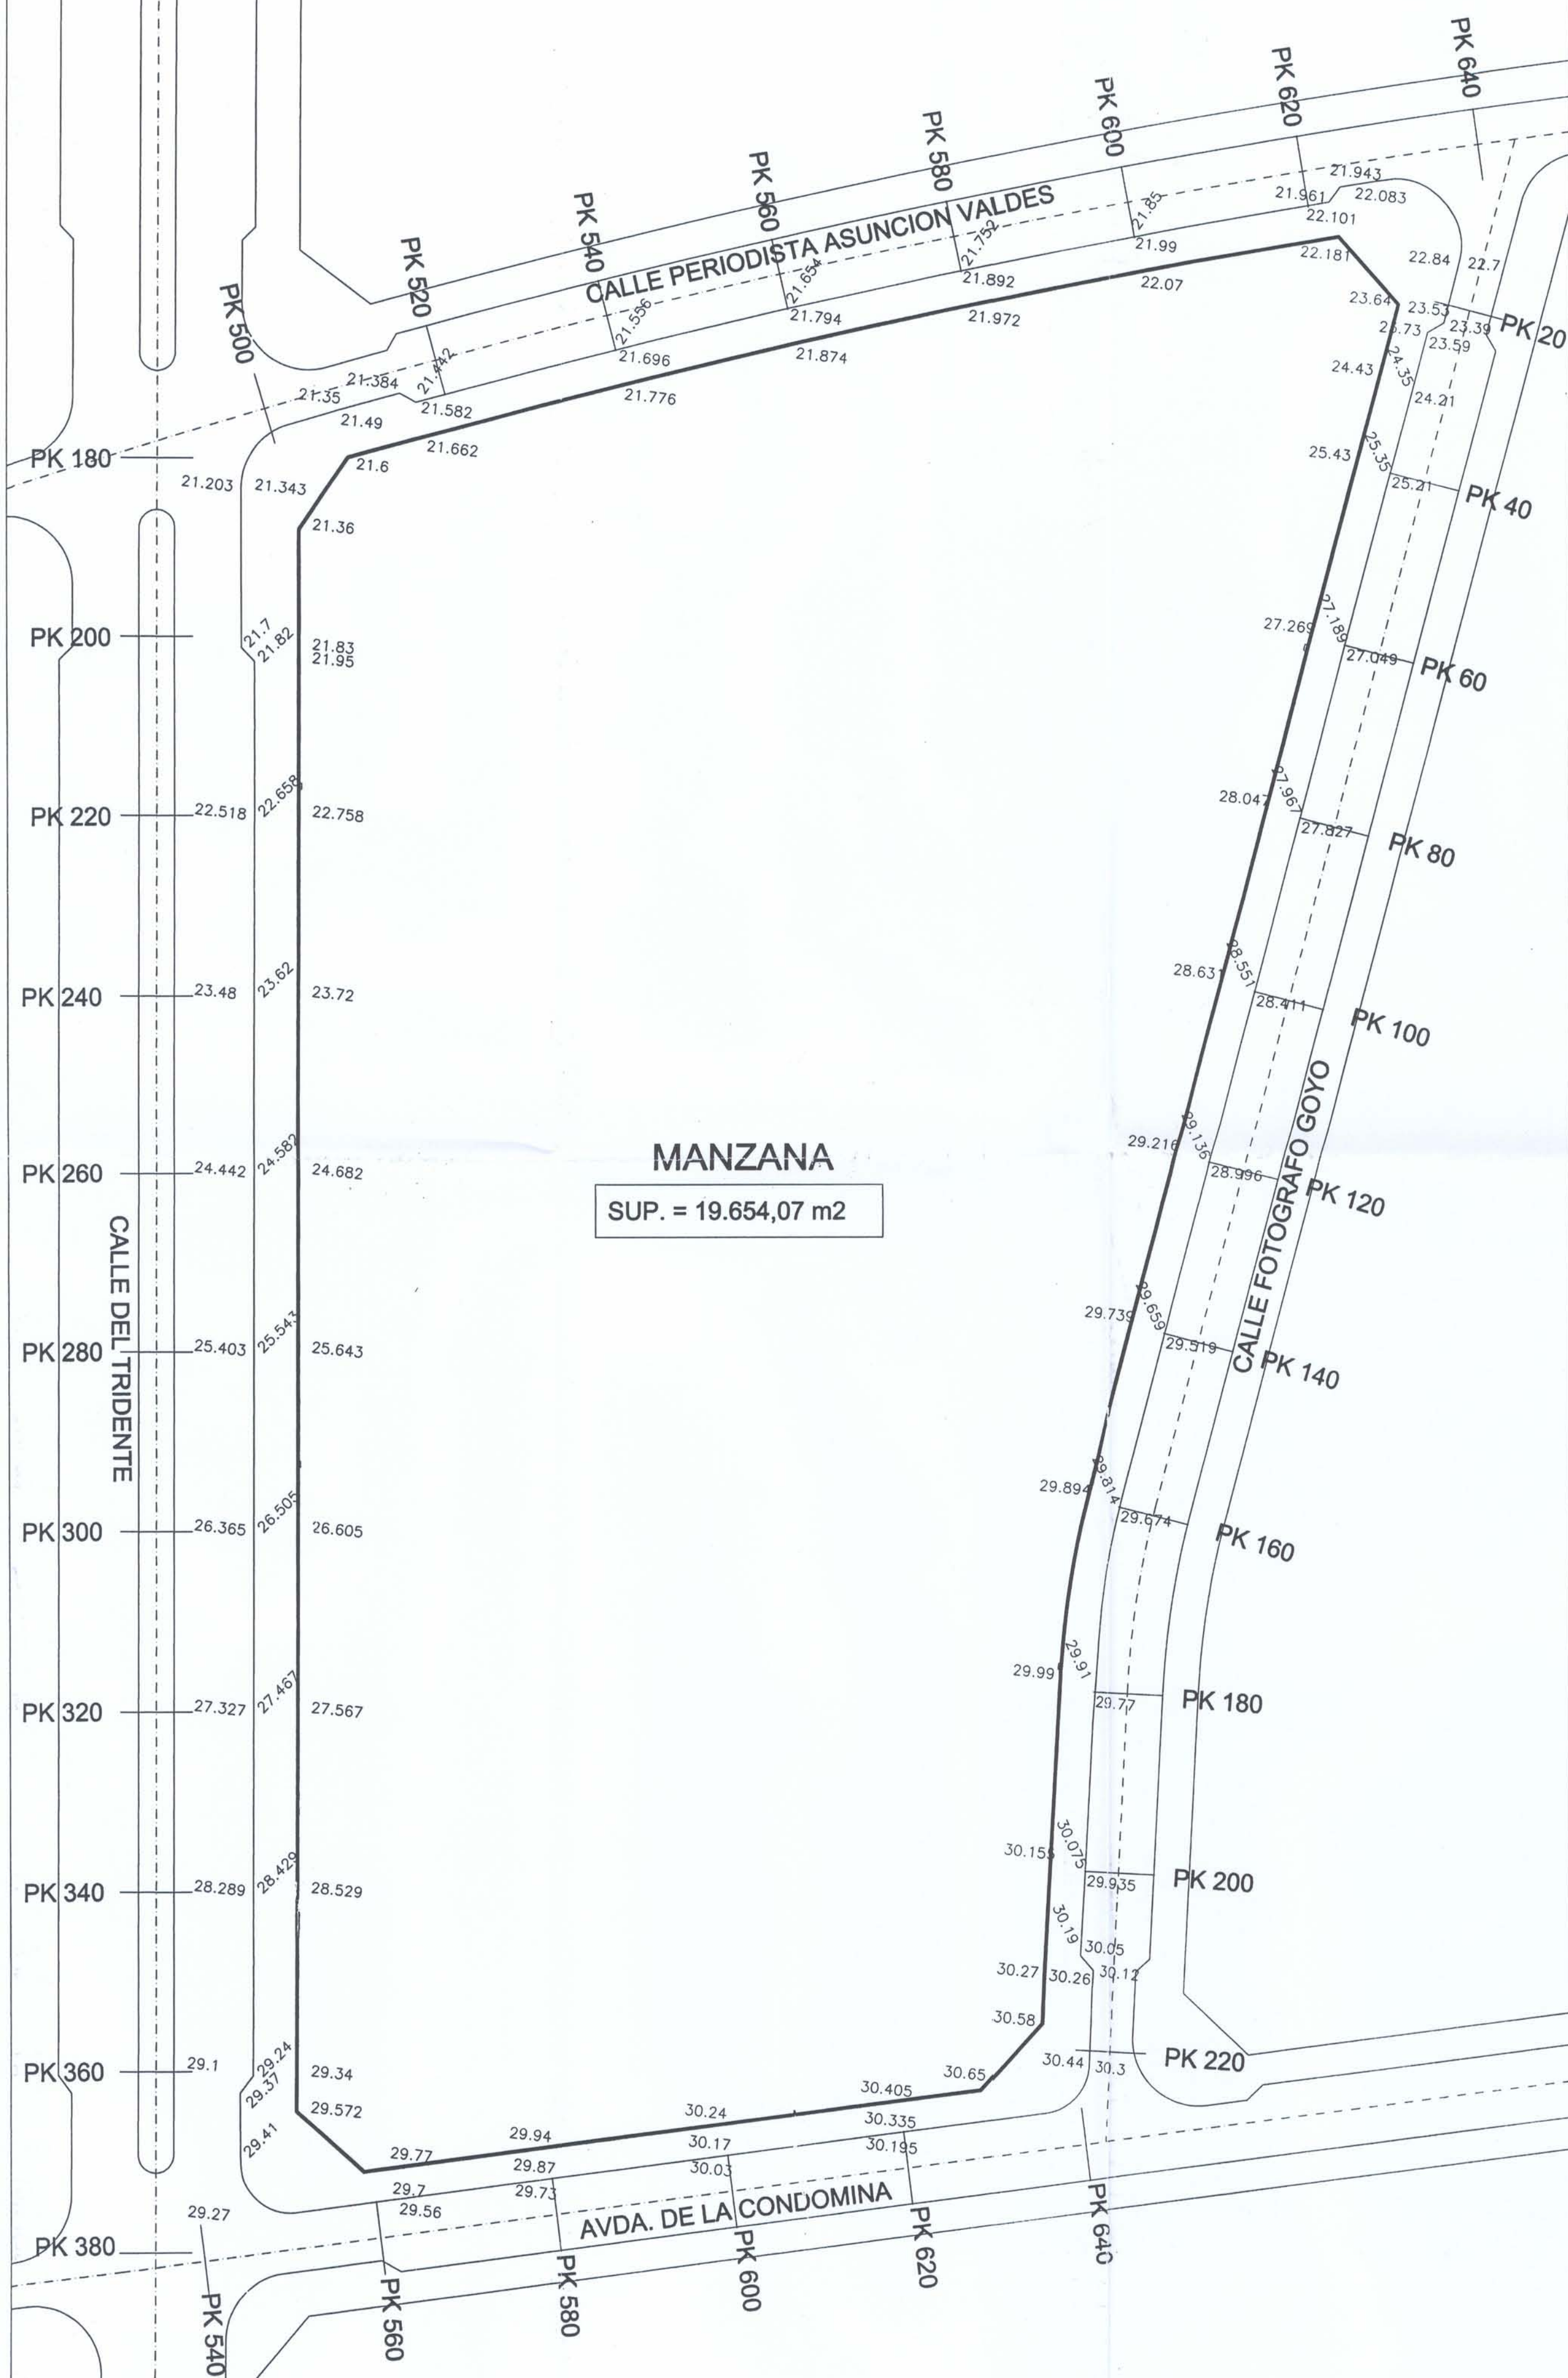 PK 640
PK 620
PK 600
PK 580
PK 560
PK 540
PK 520
PK 500
CALLE PERIODISTA ASUNCION VALDES
21.943
21.961
22.083
22.101
21.85
21.99
22.181
21.752
21.892
22.07
21.654
21.794
21.972
21.556
21.696
21.874
21.442
21.582
21.776
21.384
21.35
21.49
21.662
21.6
22.84
22.7
23.64
23.53
23.39
23.73
23.59
PK 20
24.43
24.35
24.21
25.43
25.35
25.21
PK 40
27.269
27.189
27.049
PK 60
28.047
27.967
27.827
PK 80
28.631
28.551
28.411
PK 100
29.216
29.136
28.996
PK 120
29.739
29.659
29.519
PK 140
29.894
29.814
29.674
PK 160
29.99
29.91
29.77
PK 180
30.155
30.075
29.935
PK 200
30.19
30.05
30.27
30.26
30.12
30.58
30.44
30.3
PK 220
CALLE FOTOGRAFO GOYO
MANZANA
SUP. = 19.654,07 m2
PK 180
21.203
21.343
21.36
PK 200
21.7
21.82
21.83
21.95
PK 220
22.518
22.658
22.758
PK 240
23.48
23.62
23.72
PK 260
24.442
24.582
24.682
CALLE DEL TRIDENTE
PK 280
25.403
25.543
25.643
PK 300
26.365
26.505
26.605
PK 320
27.327
27.467
27.567
PK 340
28.289
28.429
28.529
PK 360
29.1
29.24
29.37
29.34
29.572
29.41
29.27
PK 380
30.65
30.405
30.335
30.195
30.24
30.17
30.03
29.94
29.87
29.73
29.77
29.7
29.56
AVDA. DE LA CONDOMINA
PK 540
PK 560
PK 580
PK 600
PK 620
PK 640